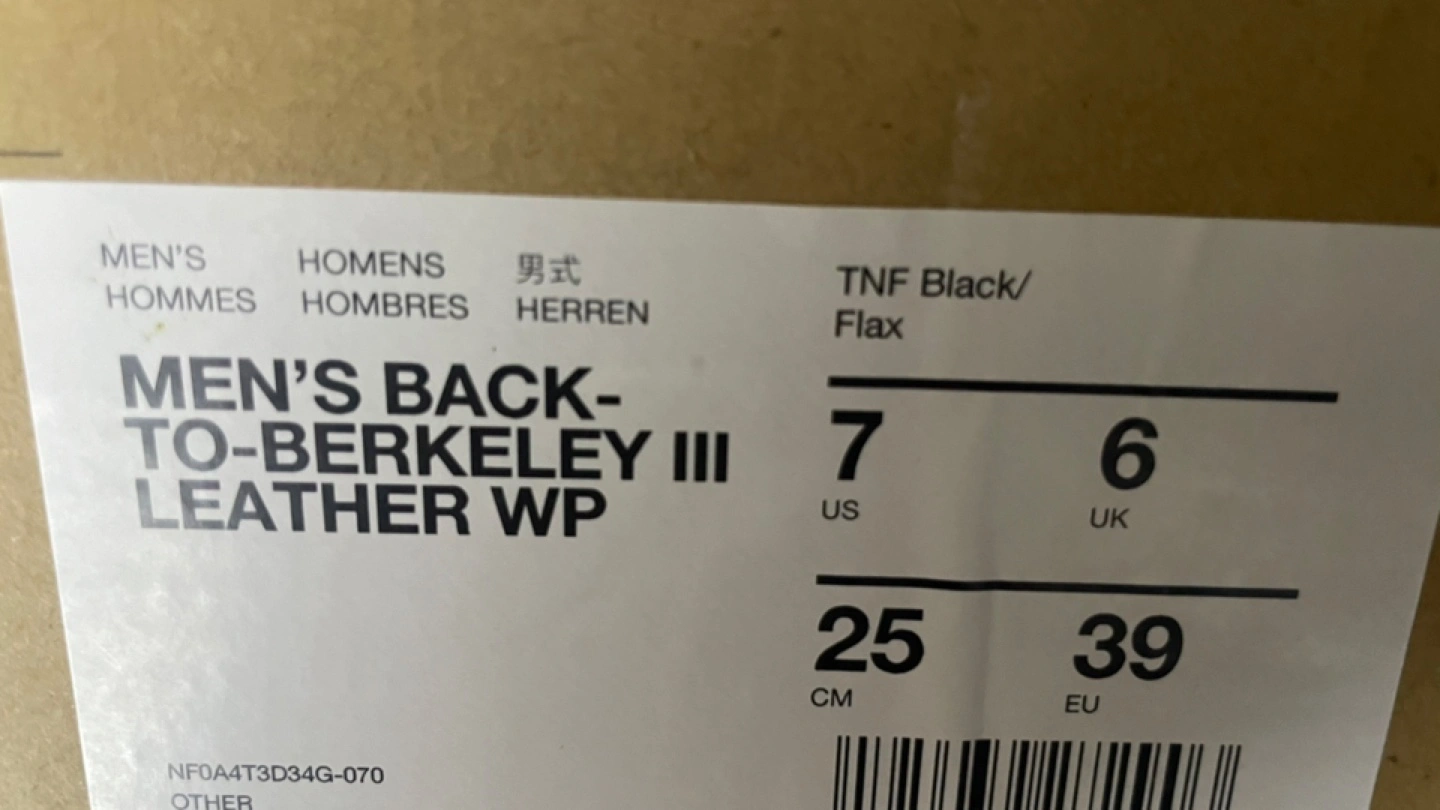 MEN'S HOMENS 男式
HOMMES HOMBRES HERREN
MEN'S BACK-
TO-BERKELEY III
LEATHER WP
TNF Black/
Flax
7 6
US UK
25 39
CM EU
NF0A4T3D34G-070
OTHER